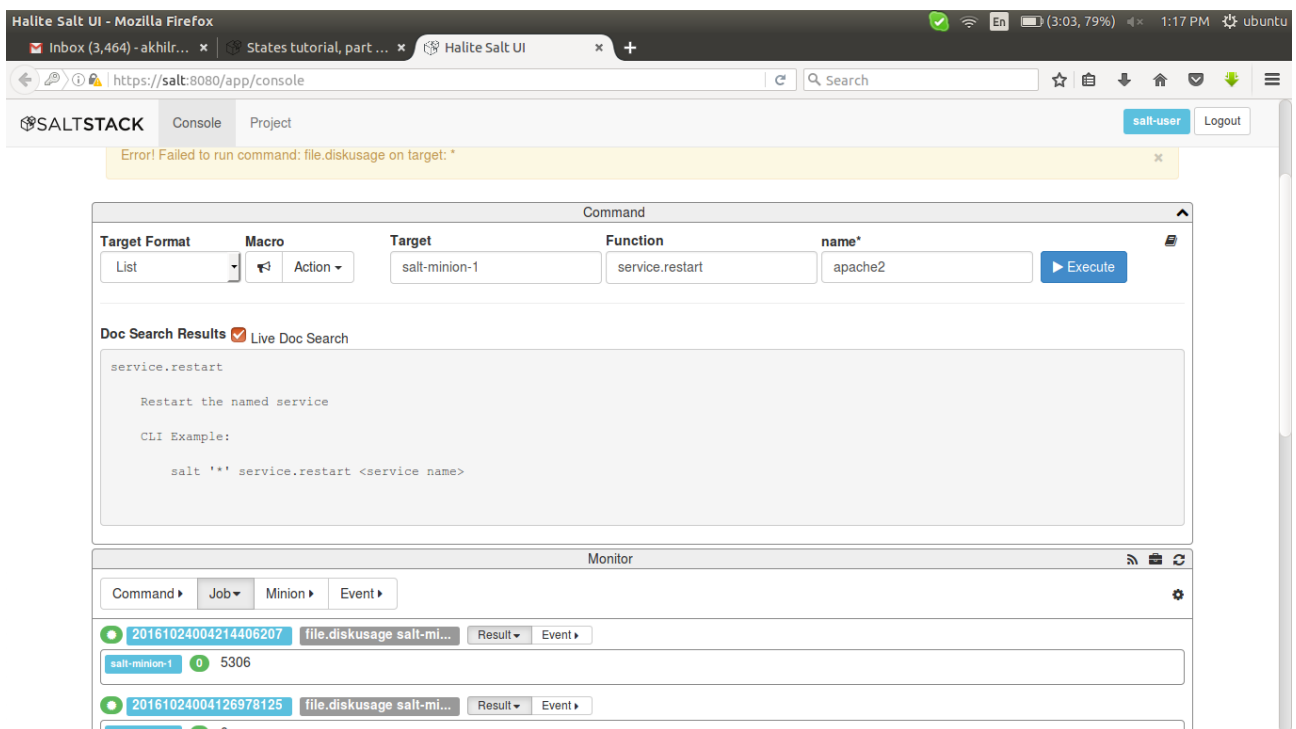 Halite Salt UI - Mozilla Firefox
En (3:03, 79%) 1:17 PM ubuntu
Inbox (3,464) - akhilr... × States tutorial, part ... × Halite Salt UI × +
https://salt:8080/app/console Search
SALTSTACK Console Project salt-user Logout
Error! Failed to run command: file.diskusage on target: * ×
Command
Target Format Macro Target Function name*
List Action salt-minion-1 service.restart apache2 Execute
Doc Search Results Live Doc Search
service.restart
Restart the named service
CLI Example:
salt '*' service.restart <service name>
Monitor
Command Job Minion Event
20161024004214406207 file.diskusage salt-mi... Result Event
salt-minion-1 0 5306
20161024004126978125 file.diskusage salt-mi... Result Event